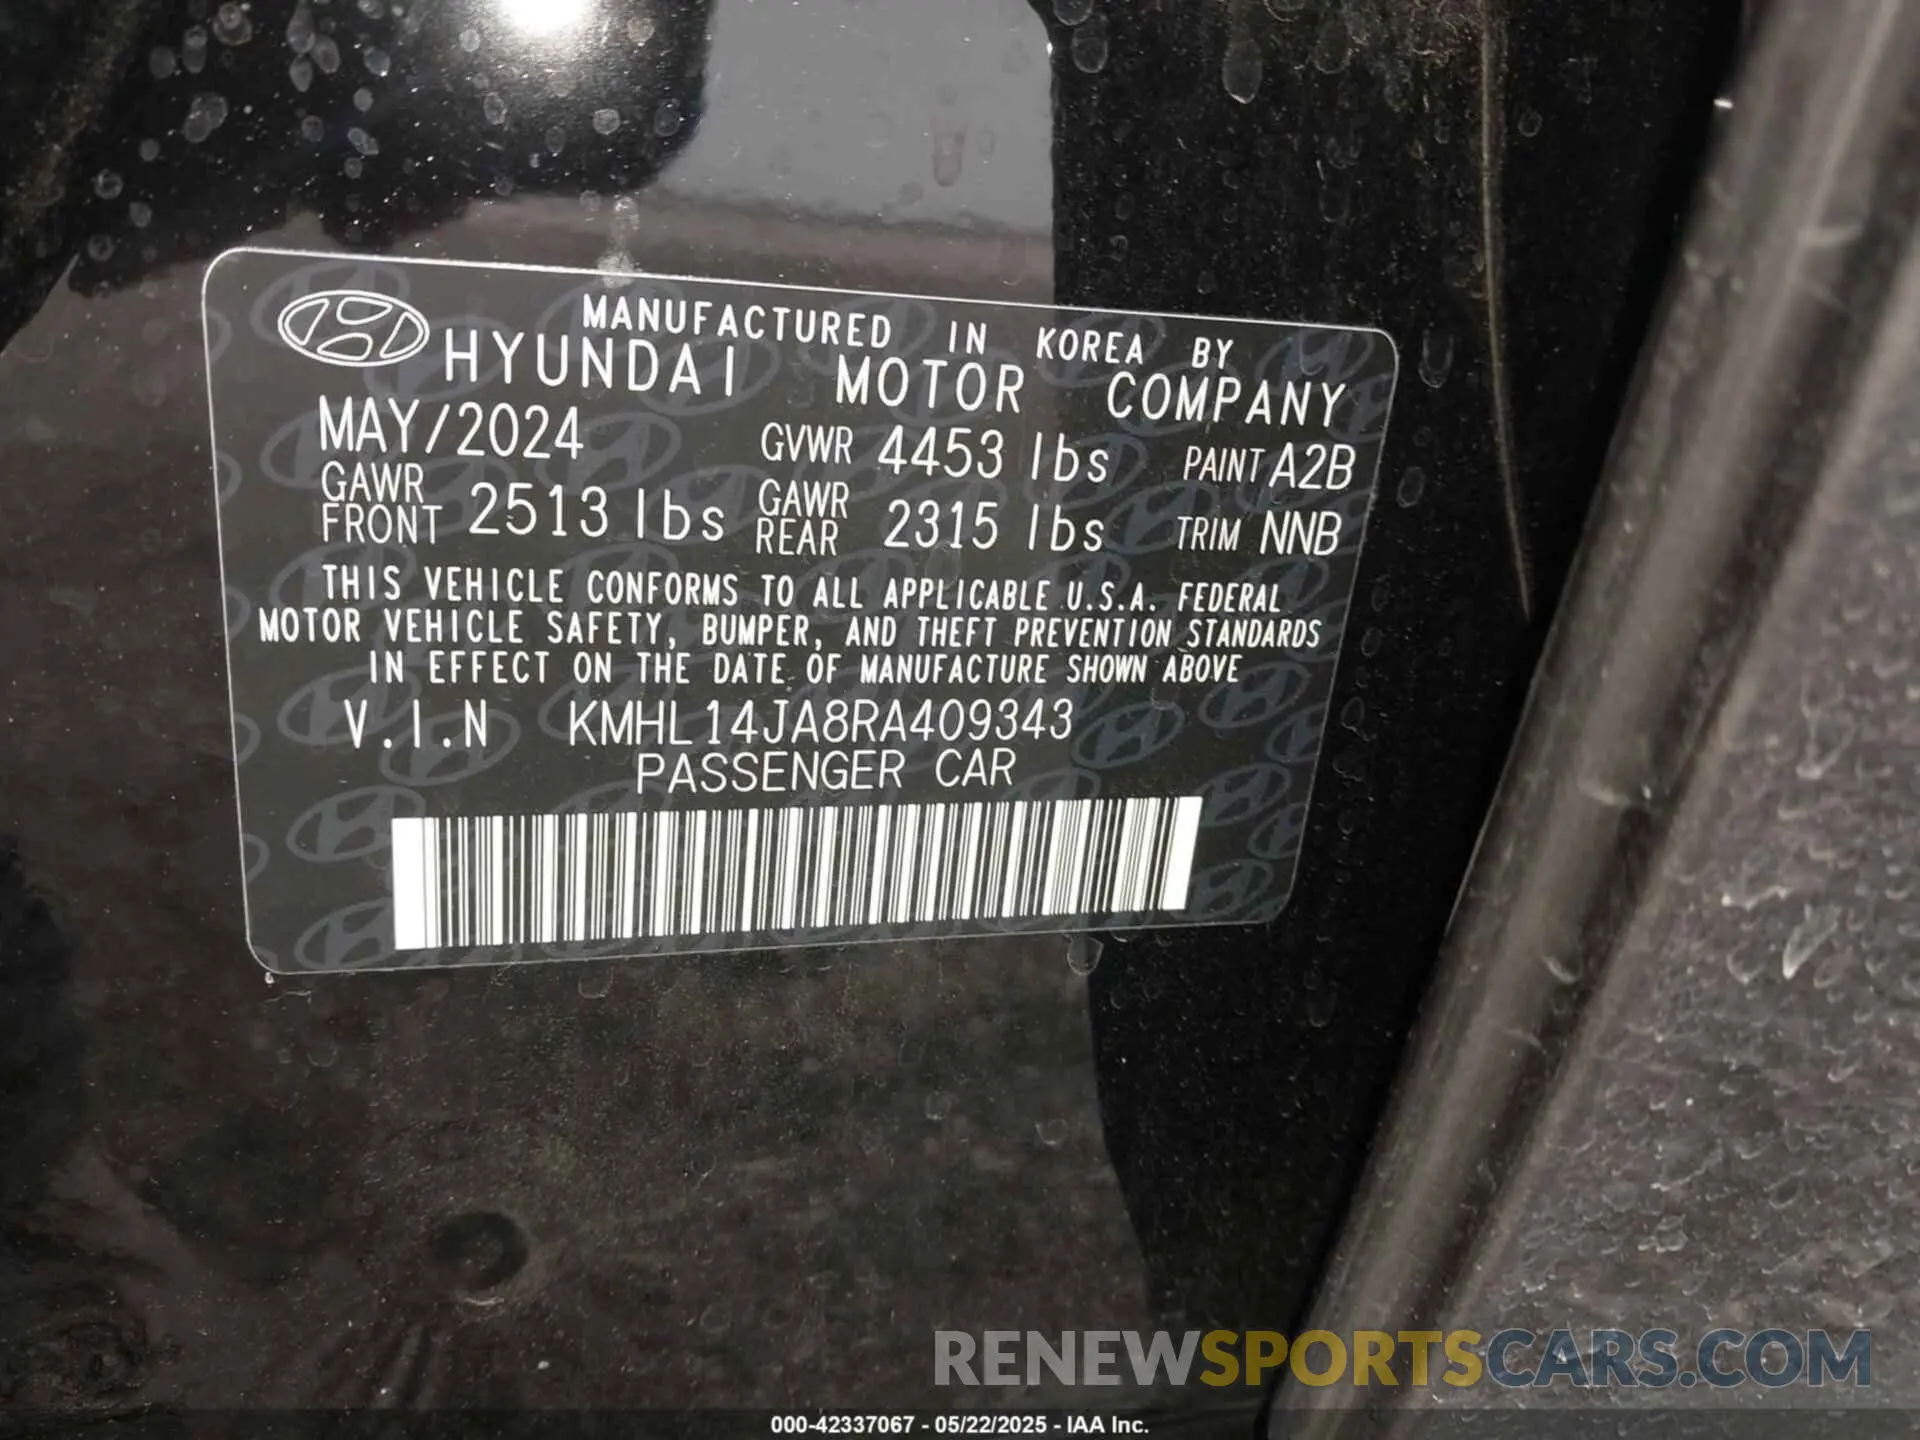 MANUFACTURED IN KOREA BY
HYUNDAI MOTOR COMPANY
MAY/2024 GVWR 4453 lbs PAINT A2B
GAWR FRONT 2513 lbs GAWR REAR 2315 lbs TRIM NNB
THIS VEHICLE CONFORMS TO ALL APPLICABLE U.S.A. FEDERAL
MOTOR VEHICLE SAFETY, BUMPER, AND THEFT PREVENTION STANDARDS
IN EFFECT ON THE DATE OF MANUFACTURE SHOWN ABOVE
V.I.N KMHL14JA8RA409343
PASSENGER CAR
RENEWSPORTSCARS.COM
000-42337067 - 05/22/2025 - IAA Inc.